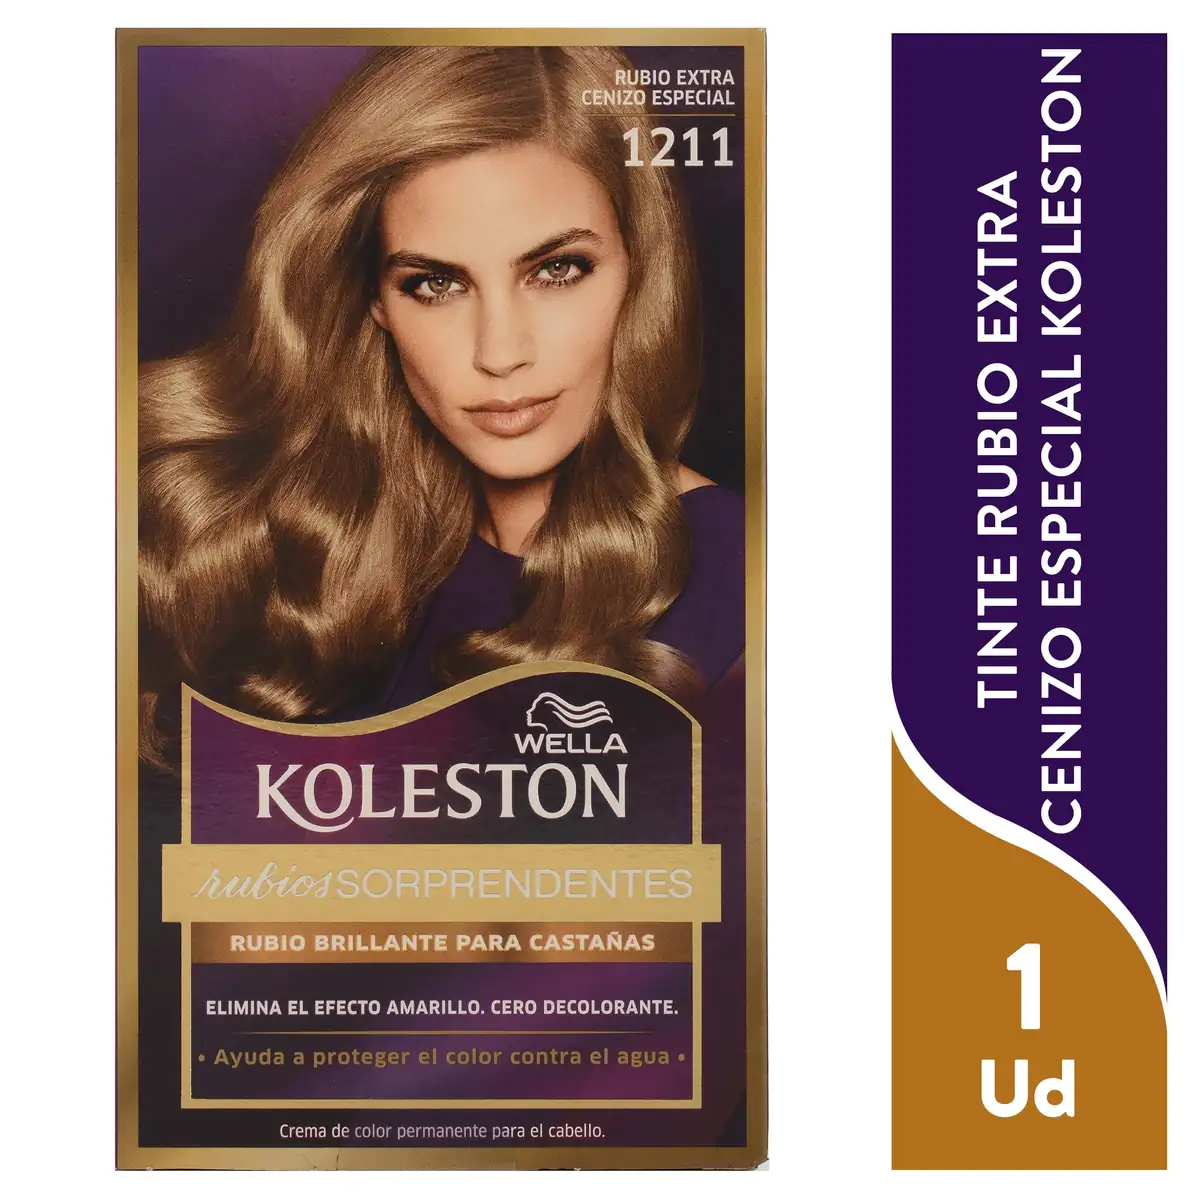 RUBIO EXTRA
CENIZO ESPECIAL
1211
WELLA
KOLESTON
rubios SORPRENDENTES
RUBIO BRILLANTE PARA CASTAÑAS
ELIMINA EL EFECTO AMARILLO. CERO DECOLORANTE.
• Ayuda a proteger el color contra el agua •
Crema de color permanente para el cabello.
TINTE RUBIO EXTRA
CENIZO ESPECIAL KOLESTON
1
Ud